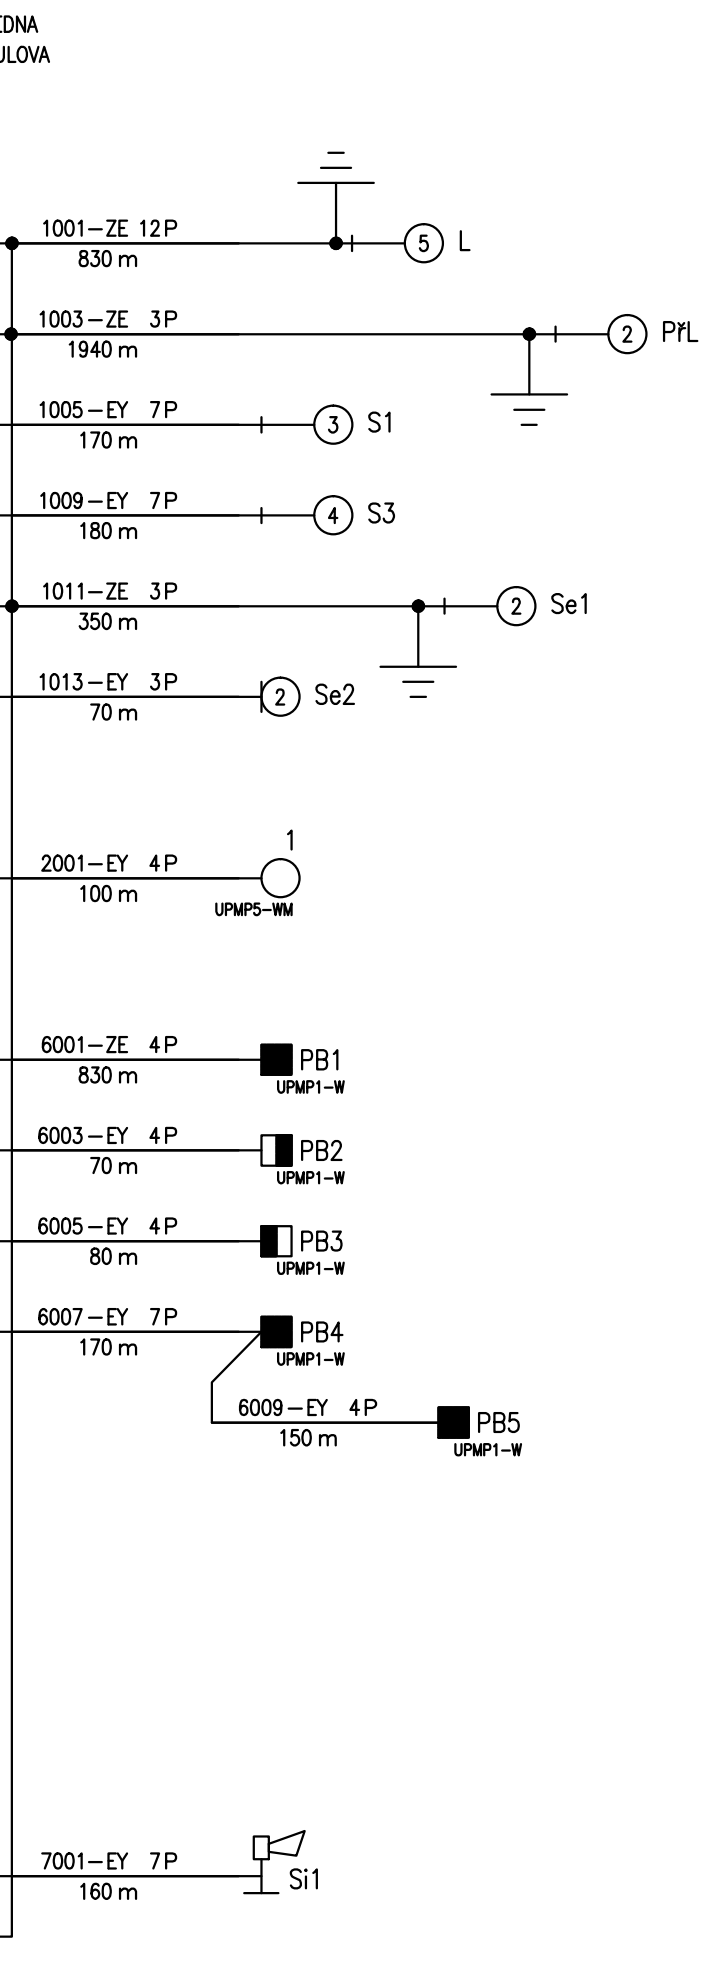 EDNA
ULOVA
1001-ZE 12P
830 m
5 L
1003-ZE 3P
1940 m
2 PřL
1005-EY 7P
170 m
3 S1
1009-EY 7P
180 m
4 S3
1011-ZE 3P
350 m
2 Se1
1013-EY 3P
70 m
2 Se2
1
2001-EY 4P
100 m
UPMP5-WM
6001-ZE 4P
830 m
PB1
UPMP1-W
6003-EY 4P
70 m
PB2
UPMP1-W
6005-EY 4P
80 m
PB3
UPMP1-W
6007-EY 7P
170 m
PB4
UPMP1-W
6009-EY 4P
150 m
PB5
UPMP1-W
7001-EY 7P
160 m
Si1